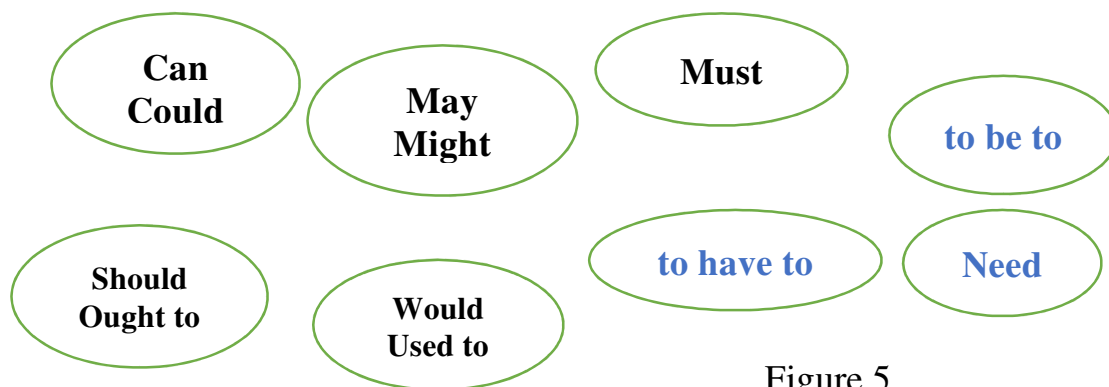 Can
Could
May
Might
Must
to be to
Should
Ought to
Would
Used to
to have to
Need
Figure 5